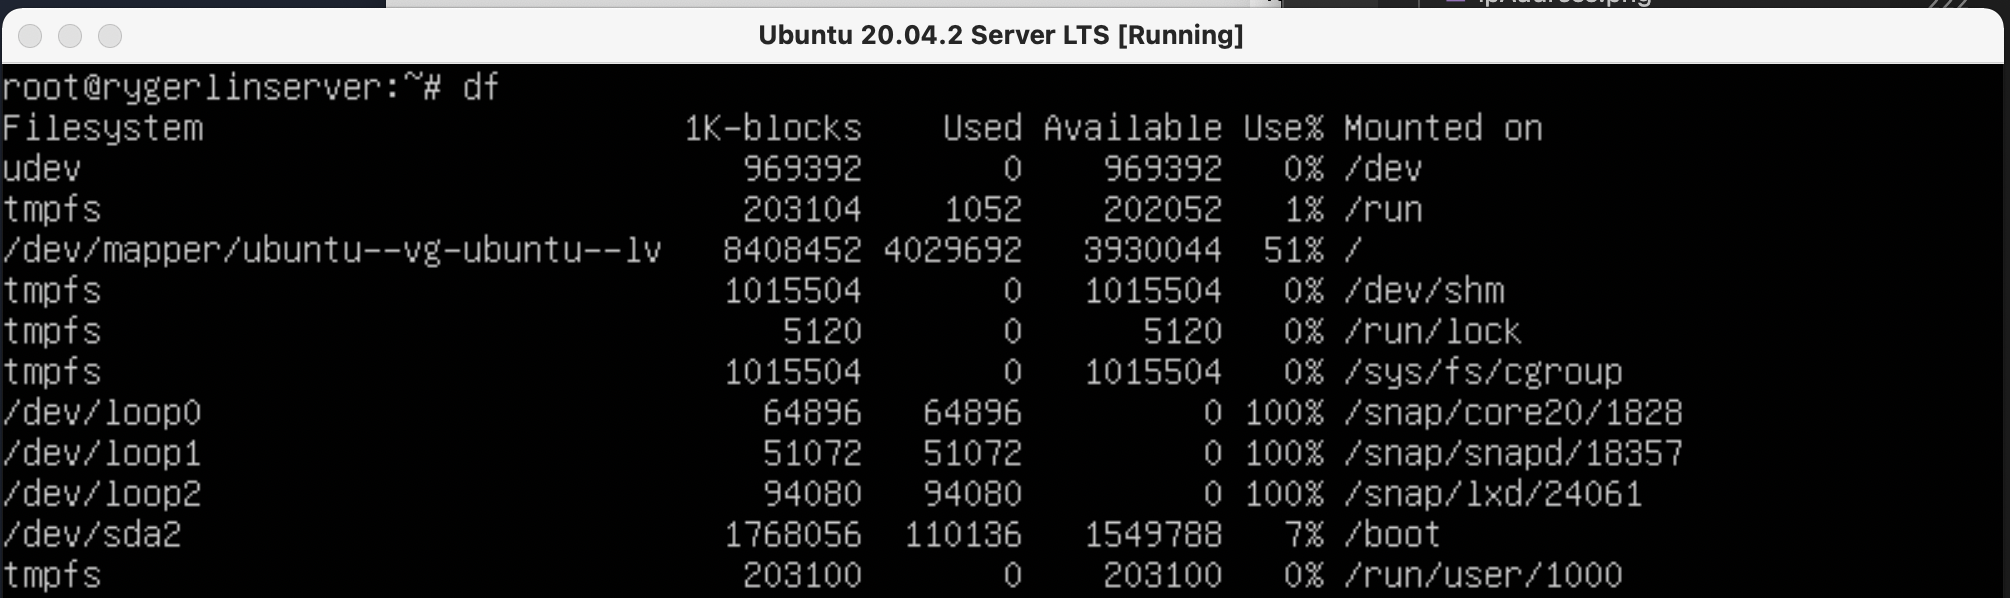 Ubuntu 20.04.2 Server LTS [Running]
root@rygerlinserver:~# df
Filesystem                        1K-blocks    Used Available Use% Mounted on
udev                                 969392       0    969392   0% /dev
tmpfs                                203104    1052    202052   1% /run
/dev/mapper/ubuntu--vg-ubuntu--lv   8408452 4029692   3930044  51% /
tmpfs                               1015504       0   1015504   0% /dev/shm
tmpfs                                  5120       0      5120   0% /run/lock
tmpfs                               1015504       0   1015504   0% /sys/fs/cgroup
/dev/loop0                            64896   64896         0 100% /snap/core20/1828
/dev/loop1                            51072   51072         0 100% /snap/snapd/18357
/dev/loop2                            94080   94080         0 100% /snap/lxd/24061
/dev/sda2                           1768056  110136   1549788   7% /boot
tmpfs                                203100       0    203100   0% /run/user/1000